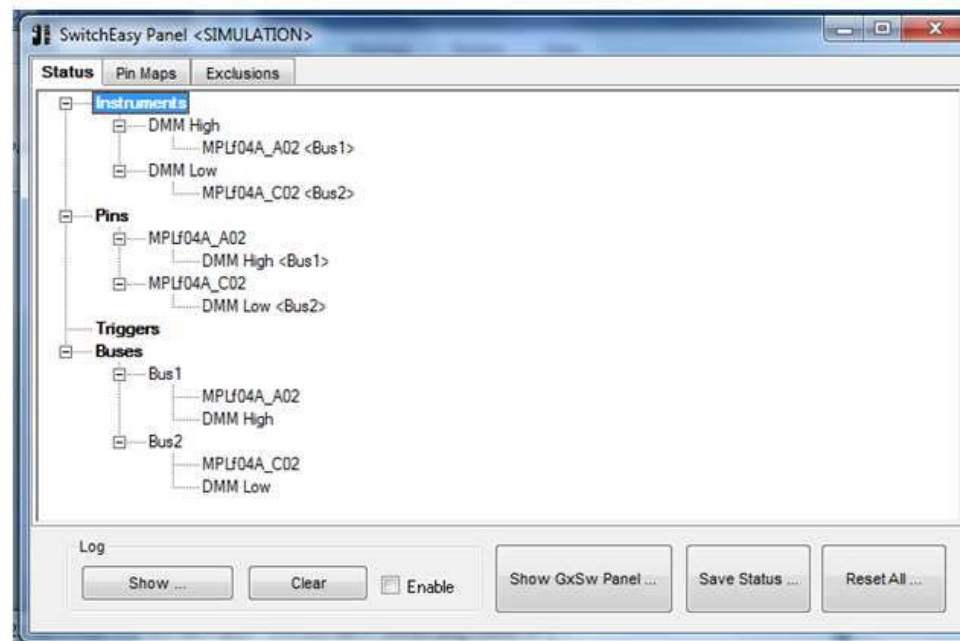 SwitchEasy Panel <SIMULATION>
Status Pin Maps Exclusions
Instruments
DMM High
MPLf04A_A02 <Bus1>
DMM Low
MPLf04A_C02 <Bus2>
Pins
MPLf04A_A02
DMM High <Bus1>
MPLf04A_C02
DMM Low <Bus2>
Triggers
Buses
Bus1
MPLf04A_A02
DMM High
Bus2
MPLf04A_C02
DMM Low
Log
Show ... Clear Enable Show GxSw Panel ... Save Status ... Reset All ...